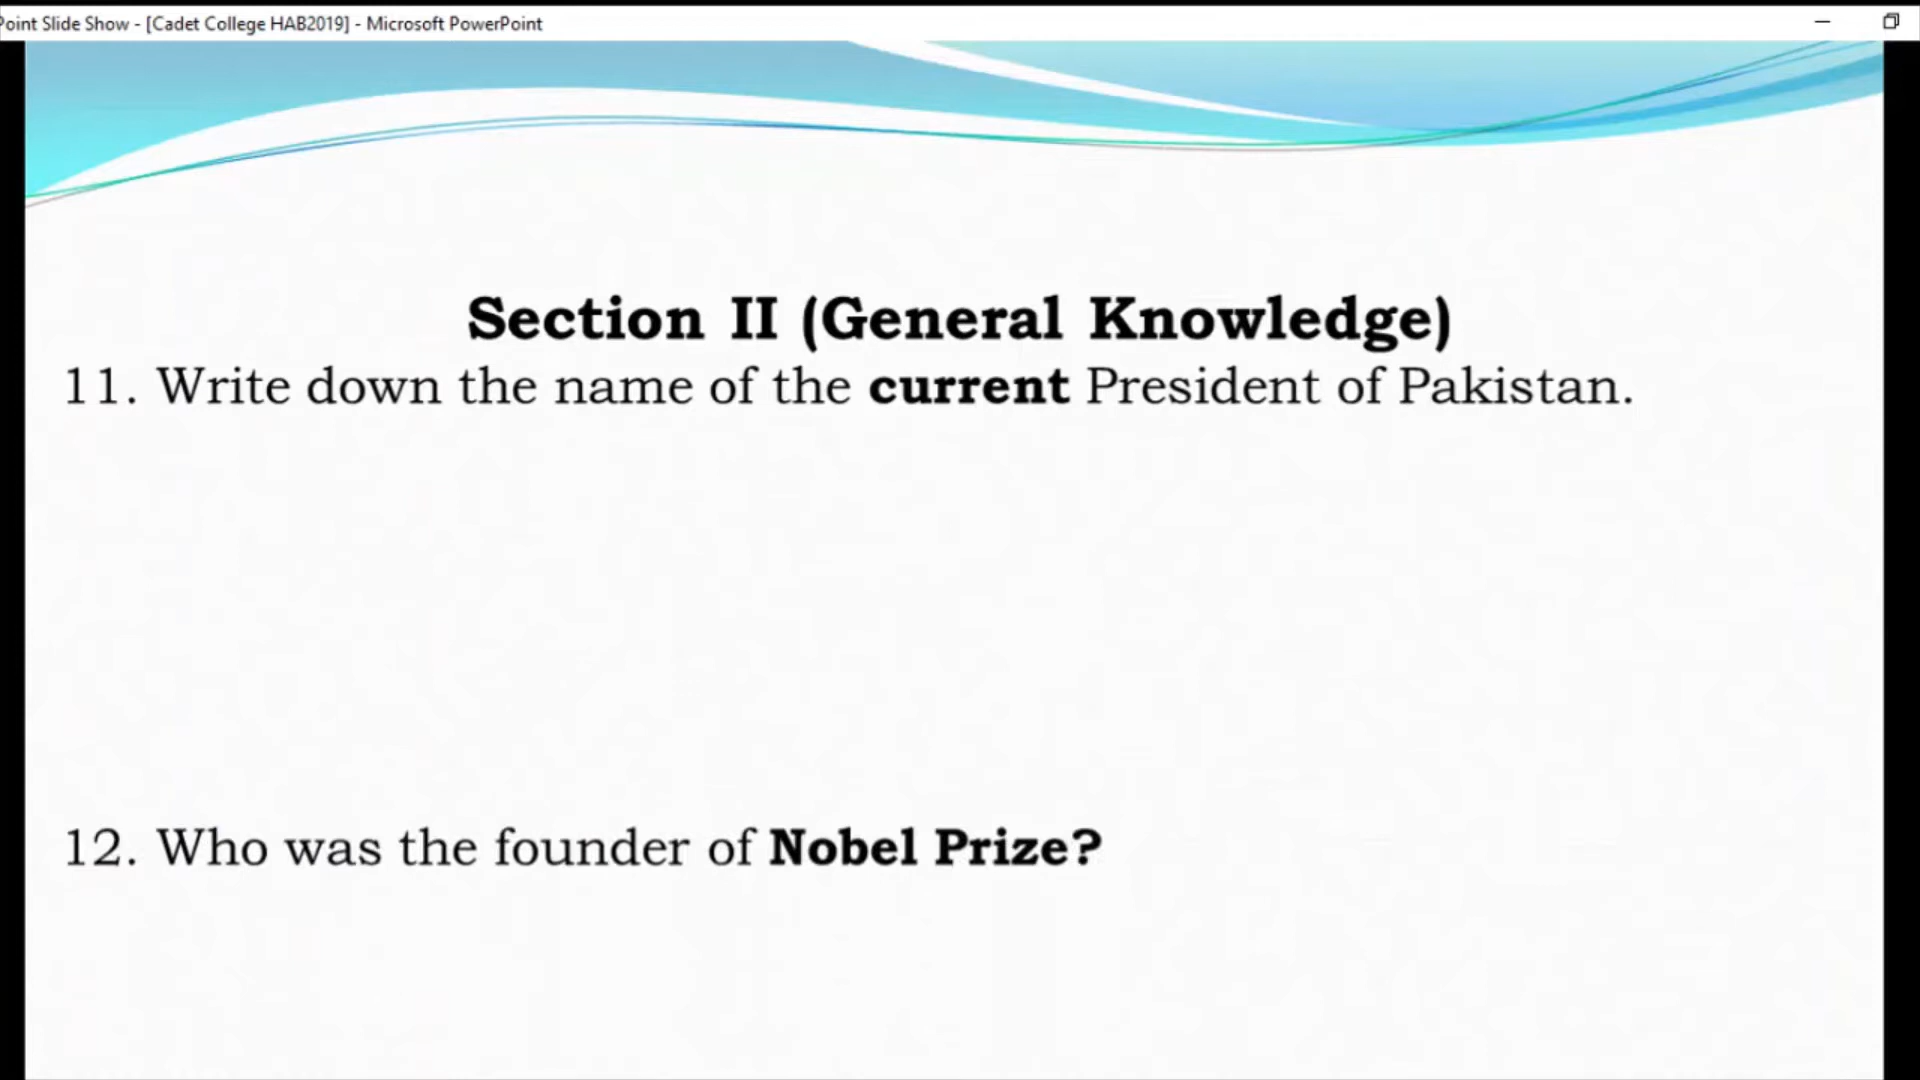 Point Slide Show - [Cadet College HAB2019] - Microsoft PowerPoint
Section II (General Knowledge)
11. Write down the name of the current President of Pakistan.
12. Who was the founder of Nobel Prize?